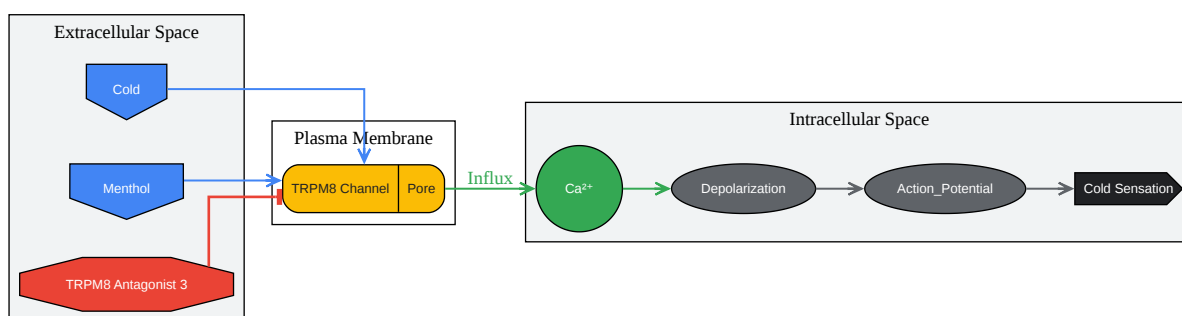 Extracellular Space
Cold
Menthol
TRPM8 Antagonist 3
Plasma Membrane
TRPM8 Channel
Pore
Influx
Intracellular Space
Ca²⁺
Depolarization
Action_Potential
Cold Sensation